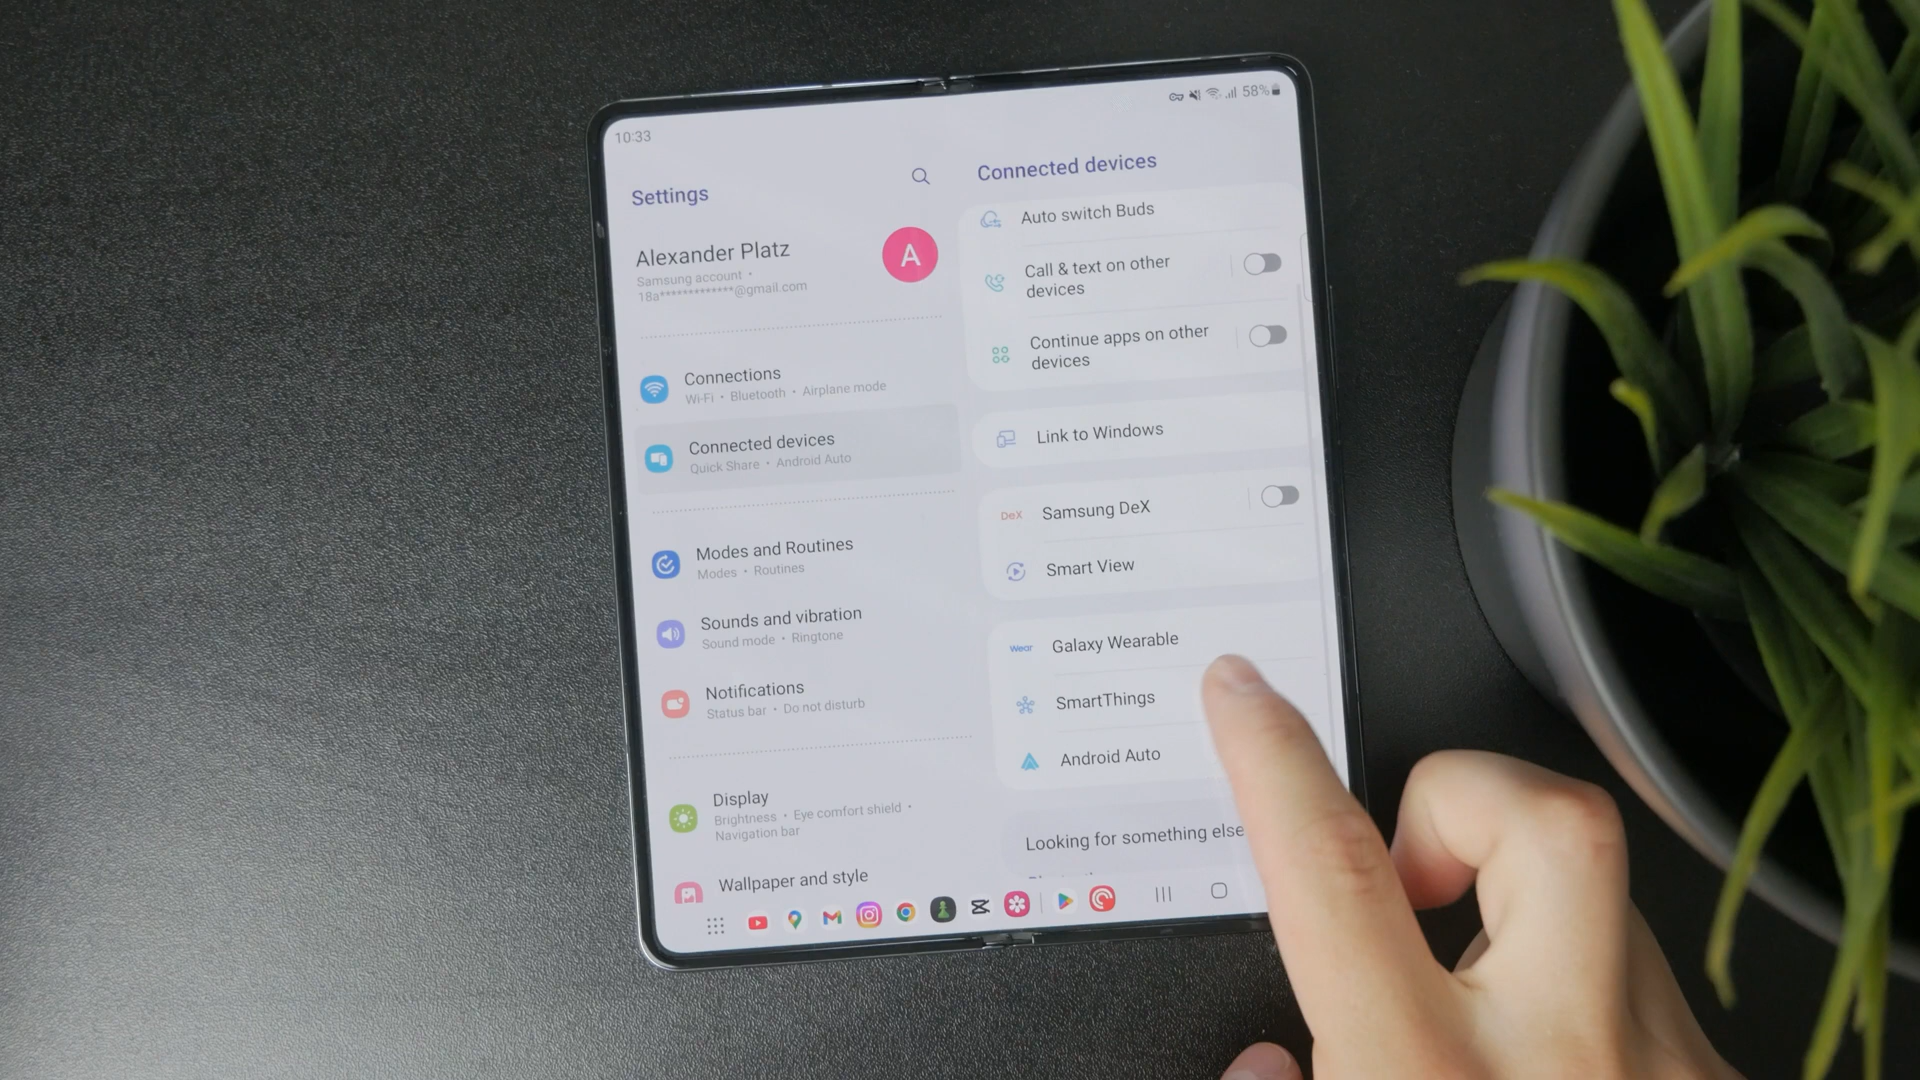 10:33
58%
Settings
Alexander Platz
Samsung account •
18a*************@gmail.com
A
Connections
Wi-Fi • Bluetooth • Airplane mode
Connected devices
Quick Share • Android Auto
Modes and Routines
Modes • Routines
Sounds and vibration
Sound mode • Ringtone
Notifications
Status bar • Do not disturb
Display
Brightness • Eye comfort shield •
Navigation bar
Wallpaper and style
Connected devices
Auto switch Buds
Call & text on other
devices
Continue apps on other
devices
Link to Windows
DeX Samsung DeX
Smart View
Wear Galaxy Wearable
SmartThings
Android Auto
Looking for something else